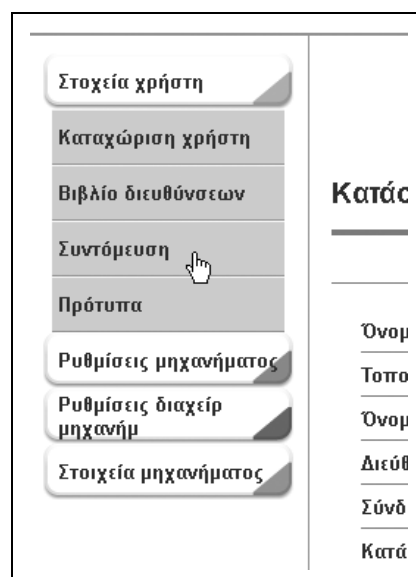 Στοχεία χρήστη
Καταχώριση χρήστη
Βιβλίο διευθύνσεων
Συντόμευση
Πρότυπα
Ρυθμίσεις μηχανήματος
Ρυθμίσεις διαχείρ
μηχανήμ
Στοιχεία μηχανήματος